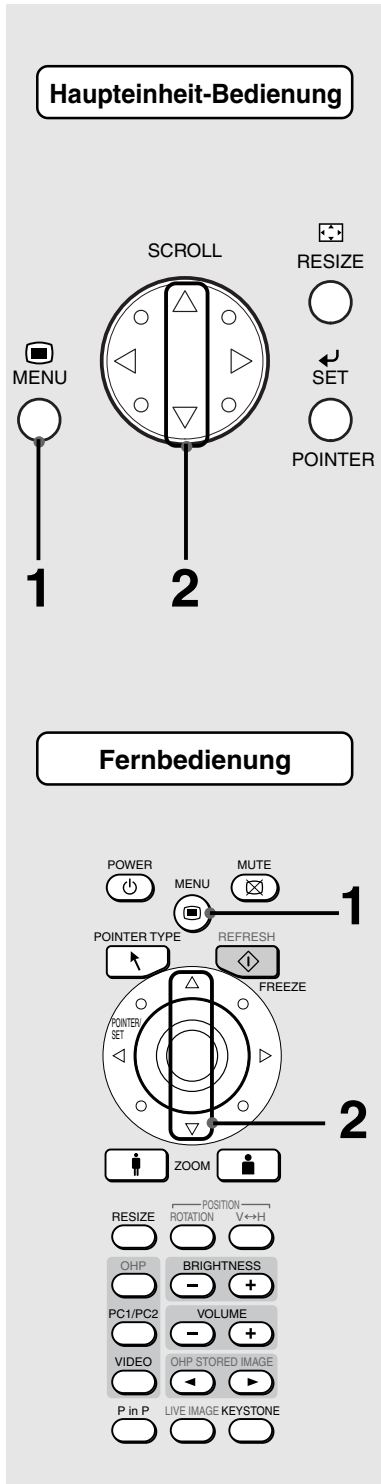 Haupteinheit-Bedienung
SCROLL
RESIZE
MENU
SET
POINTER
1
2
Fernbedienung
POWER
MENU
MUTE
1
POINTER TYPE
REFRESH
FREEZE
POINTER/
SET
2
ZOOM
POSITION
RESIZE ROTATION V↔H
OHP BRIGHTNESS
− +
PC1/PC2 VOLUME
− +
VIDEO OHP STORED IMAGE
P in P LIVE IMAGE KEYSTONE